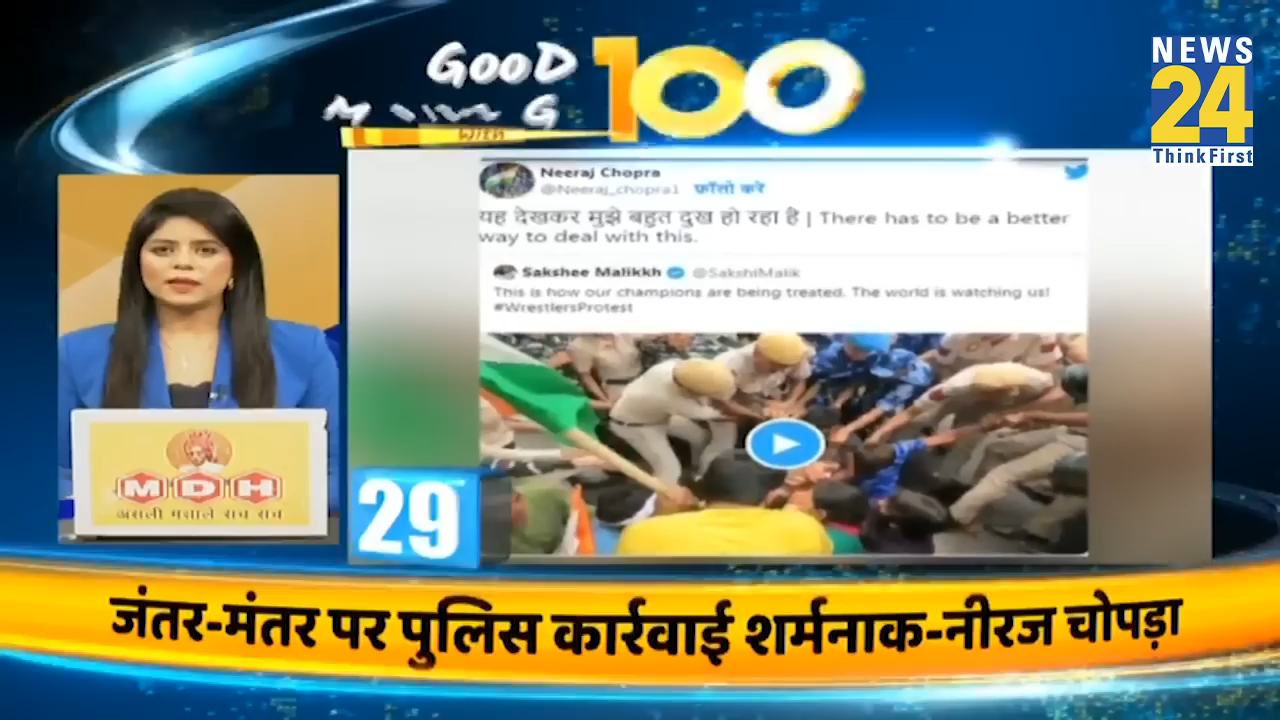 GOOD
100
NEWS
24
ThinkFirst
Neeraj Chopra
@Neeraj_chopra1 फ़ॉलो करें
यह देखकर मुझे बहुत दुख हो रहा है | There has to be a better
way to deal with this.
Sakshee Malikkh @SakshiMalik
This is how our champions are being treated. The world is watching us!
#WrestlersProtest
MDH
असली मसाले सच सच
29
जंतर-मंतर पर पुलिस कार्रवाई शर्मनाक-नीरज चोपड़ा